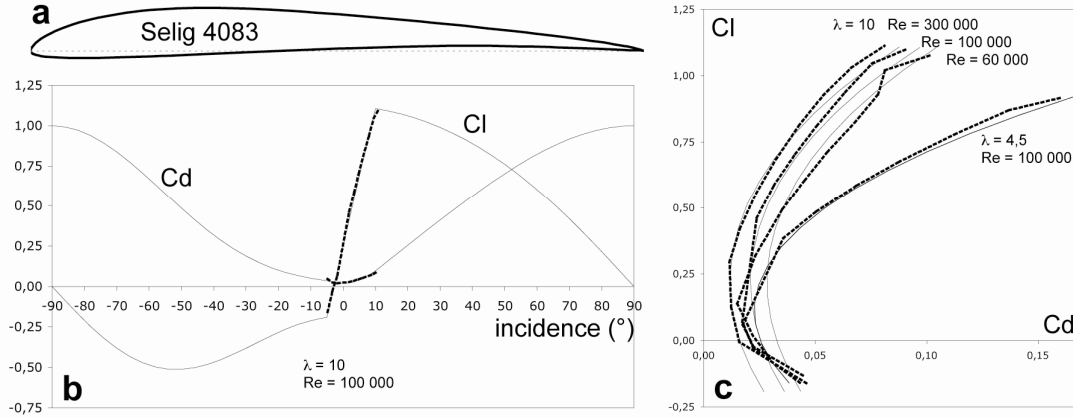 a
Selig 4083
1,25
1,00
0,75
0,50
0,25
0,00
-0,25
-0,50
0,75
-90 -80 -70 -60 -50 -40 -30 -20 -10 0 10 20 30 40 50 60 70 80 90
Cd
Cl
incidence (°)
λ = 10
Re = 100 000
b
Cl
1,25
1,00
0,75
0,50
0,25
0,00
-0,25
λ = 10 Re = 300 000
Re = 100 000
Re = 60 000
λ = 4,5
Re = 100 000
Cd
0,00 0,05 0,10 0,15
c